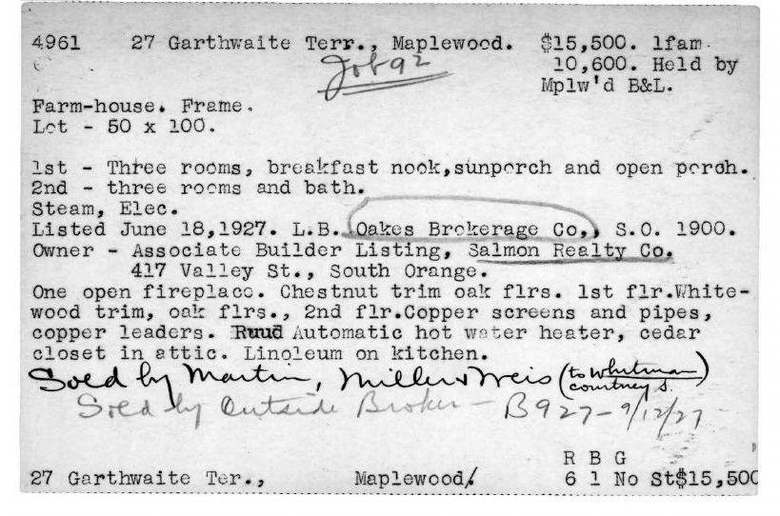 4961 27 Garthwaite Terr., Maplewood. $15,500. 1fam.
Job 92
10,600. Held by
Mplw'd B&L.
Farm-house. Frame.
Lot - 50 x 100.
1st - Three rooms, breakfast nook,sunporch and open porch.
2nd - three rooms and bath.
Steam, Elec.
Listed June 18,1927. L.B. Oakes Brokerage Co., S.O. 1900.
Owner - Associate Builder Listing, Salmon Realty Co.
417 Valley St., South Orange.
One open fireplace. Chestnut trim oak flrs. 1st flr.White-
wood trim, oak flrs., 2nd flr.Copper screens and pipes,
copper leaders. Ruud Automatic hot water heater, cedar
closet in attic. Linoleum on kitchen.
Sold by Martin, Miller & Weis (to Whitman
courtney S.)
Sold by Outside Broker - B927 - 9/12/27
R B G
27 Garthwaite Ter., Maplewood. 6 1 No St$15,500